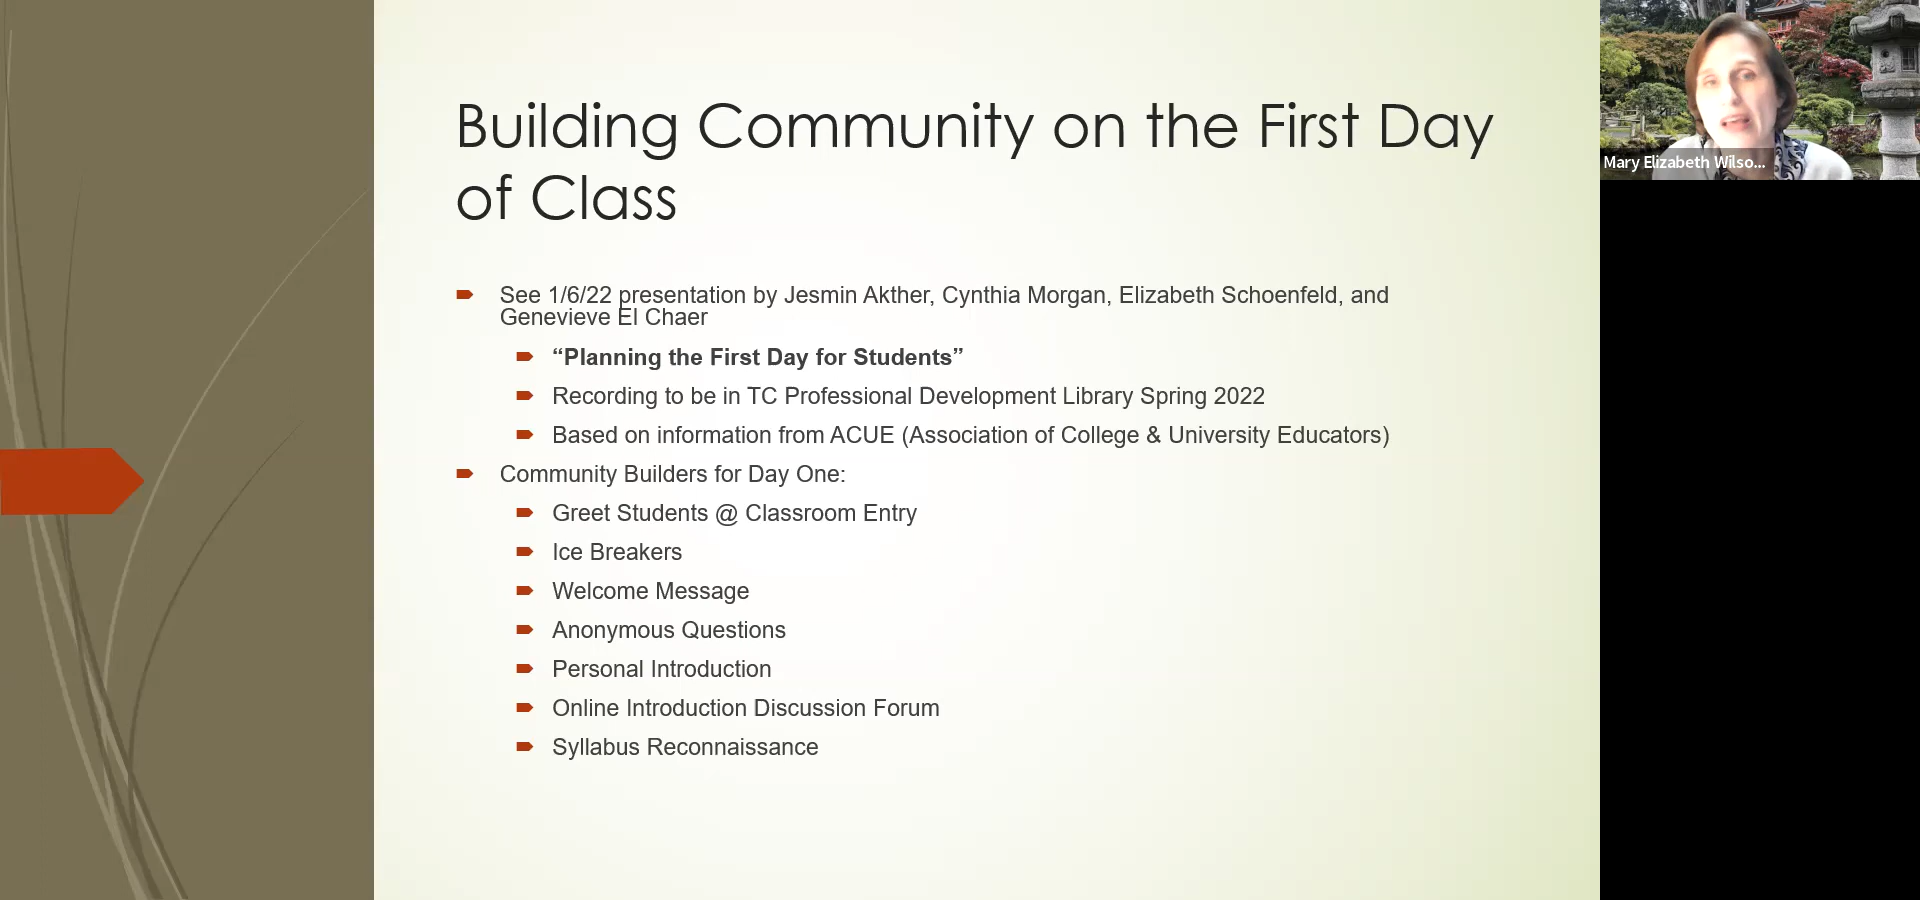 Building Community on the First Day
of Class
See 1/6/22 presentation by Jesmin Akther, Cynthia Morgan, Elizabeth Schoenfeld, and
Genevieve El Chaer
“Planning the First Day for Students”
Recording to be in TC Professional Development Library Spring 2022
Based on information from ACUE (Association of College & University Educators)
Community Builders for Day One:
Greet Students @ Classroom Entry
Ice Breakers
Welcome Message
Anonymous Questions
Personal Introduction
Online Introduction Discussion Forum
Syllabus Reconnaissance
Mary Elizabeth Wilso...